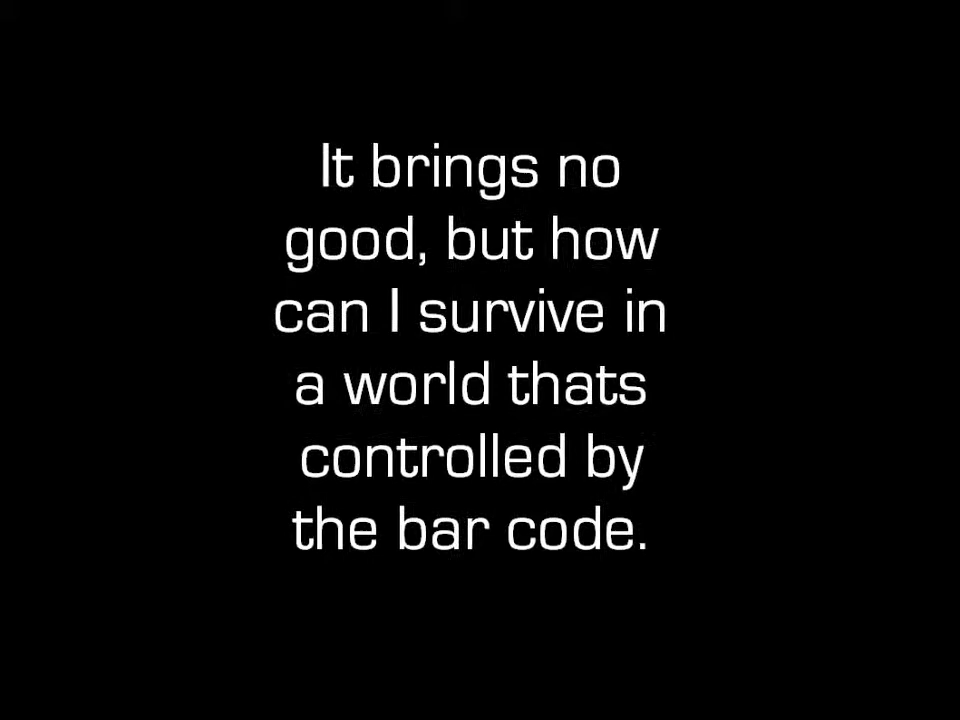 It brings no
good, but how
can I survive in
a world thats
controlled by
the bar code.